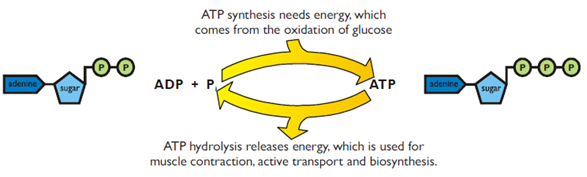 ATP synthesis needs energy, which
comes from the oxidation of glucose
adenine
sugar
P P
ADP + P
ATP
adenine
sugar
P P P
ATP hydrolysis releases energy, which is used for
muscle contraction, active transport and biosynthesis.